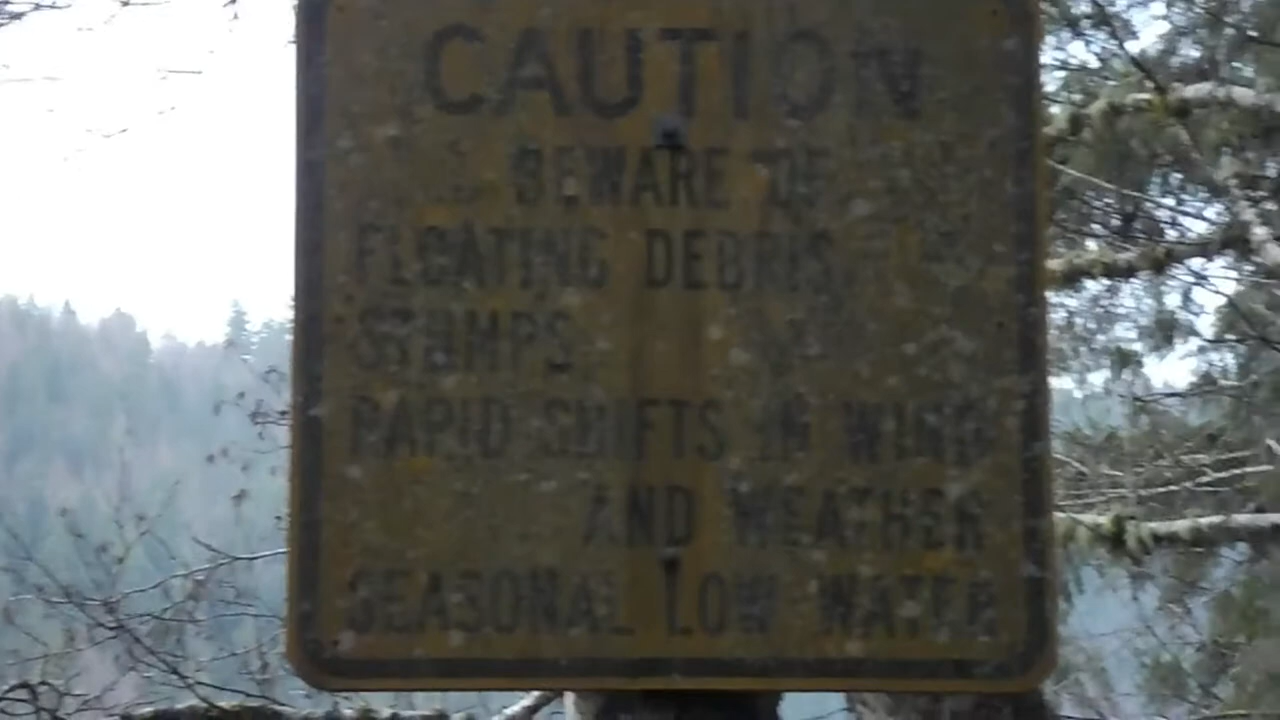 CAUTION
BEWARE OF
FLOATING DEBRIS
STUMPS
RAPID SHIFTS IN WIND
AND WEATHER
SEASONAL LOW WATER